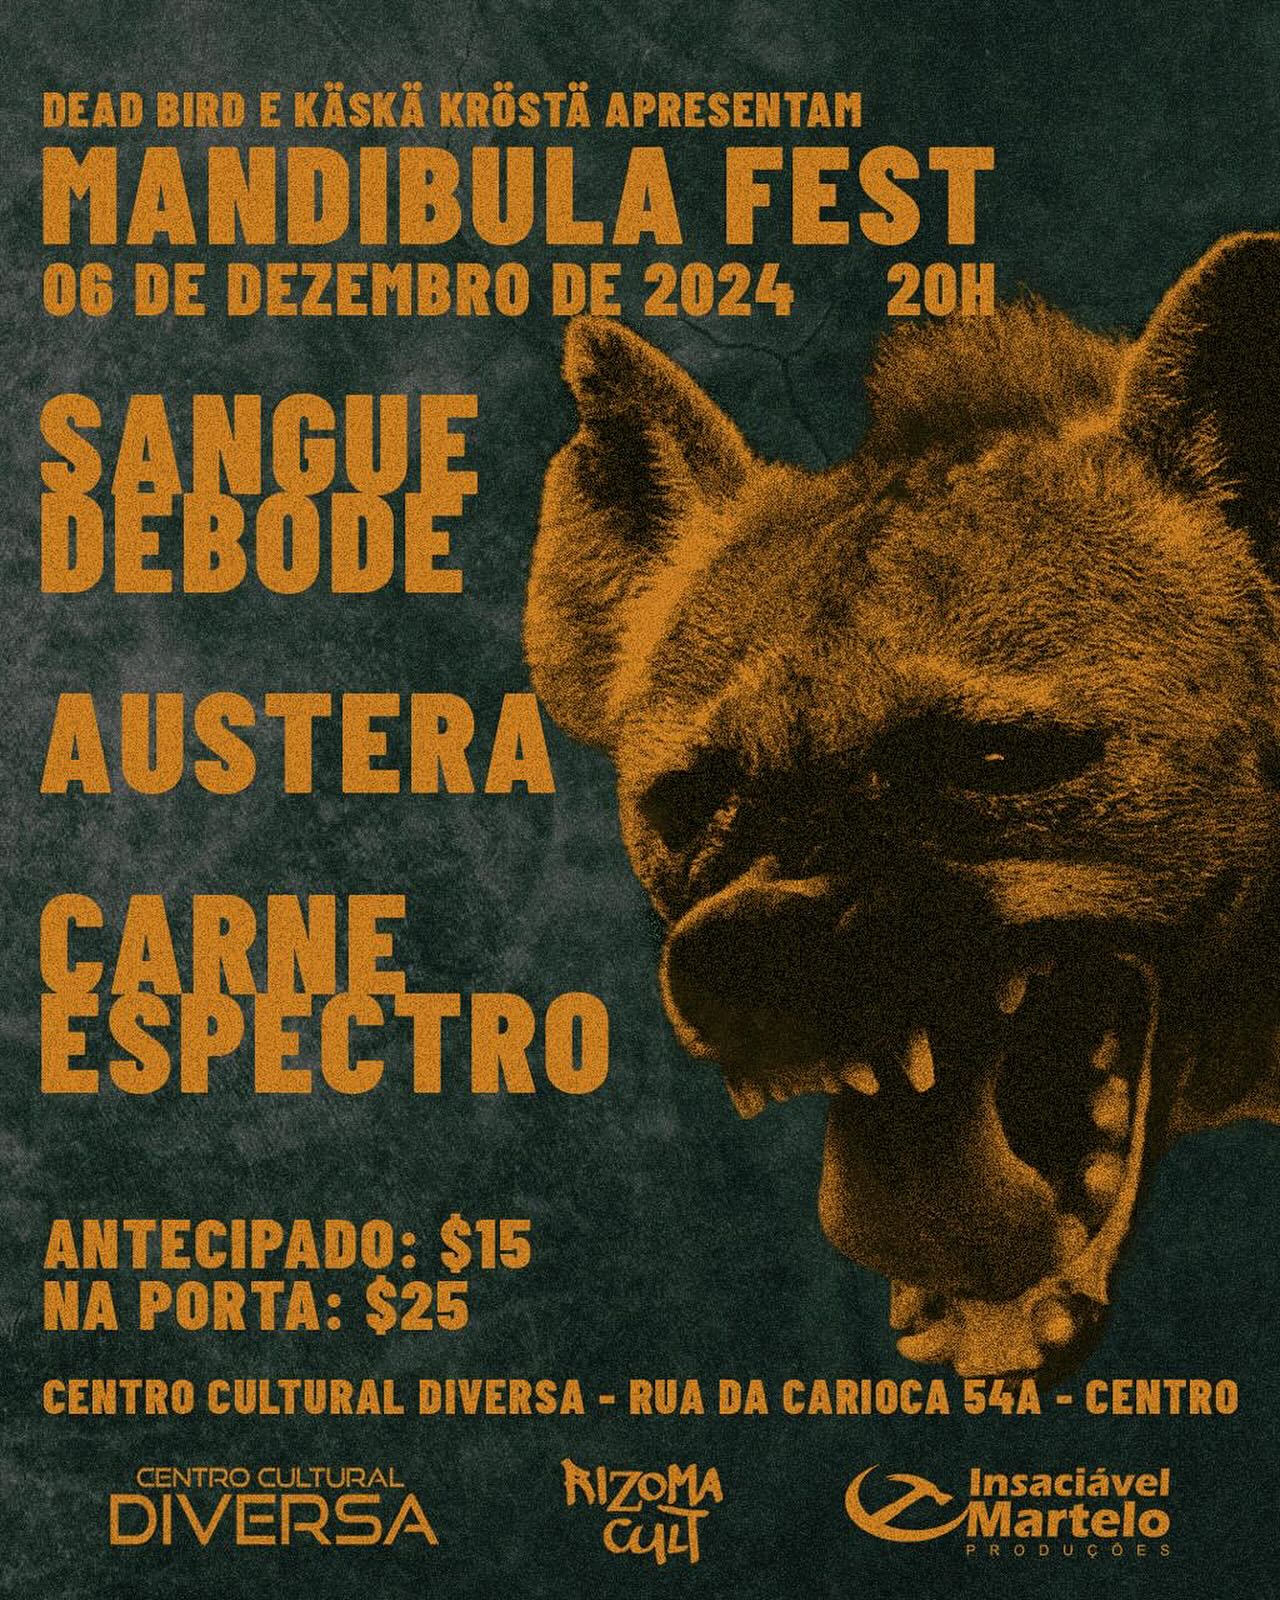 DEAD BIRD E KÄSKÄ KRÖSTÄ APRESENTAM
MANDIBULA FEST
06 DE DEZEMBRO DE 2024 20H
SANGUE
DEBODE
AUSTERA
CARNE
ESPECTRO
ANTECIPADO: $15
NA PORTA: $25
CENTRO CULTURAL DIVERSA - RUA DA CARIOCA 54A - CENTRO
CENTRO CULTURAL
DIVERSA
RIZOMA
CULT
Insaciável
Martelo
PRODUÇÕES